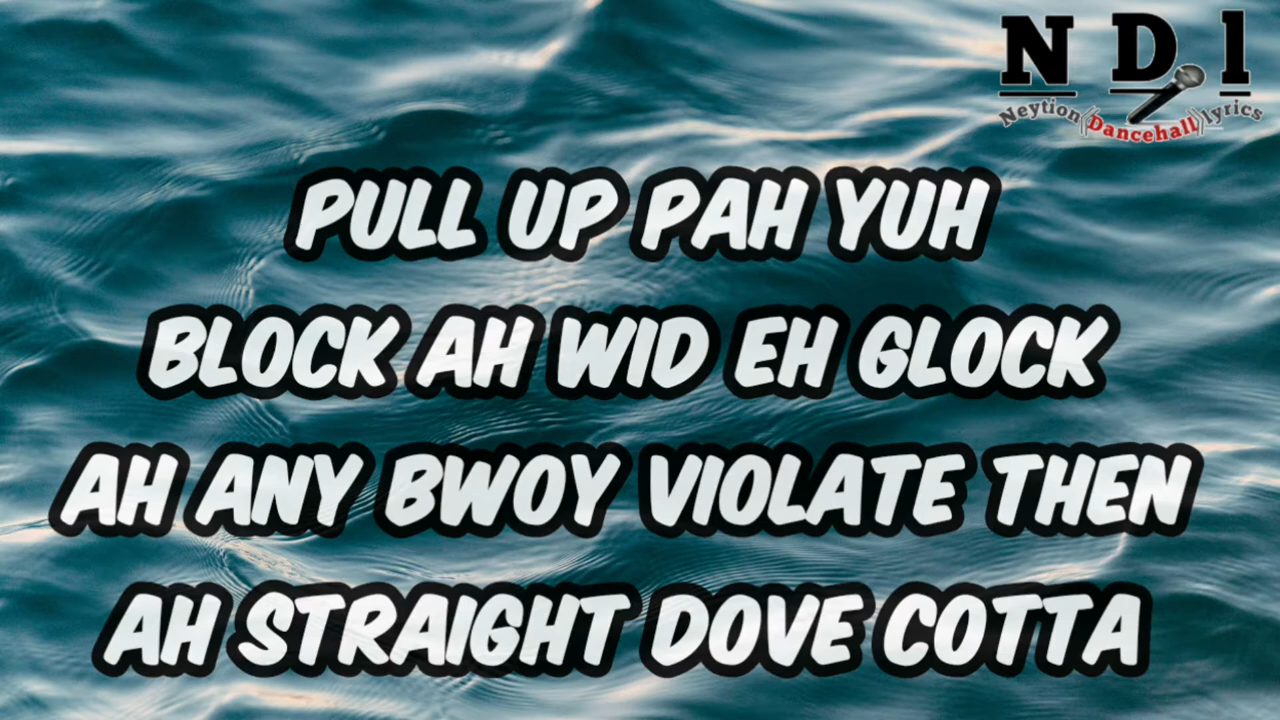 NDl
Neytion Dancehall lyrics
PULL UP PAH YUH
BLOCK AH WID EH GLOCK
AH ANY BWOY VIOLATE THEN
AH STRAIGHT DOVE COTTA